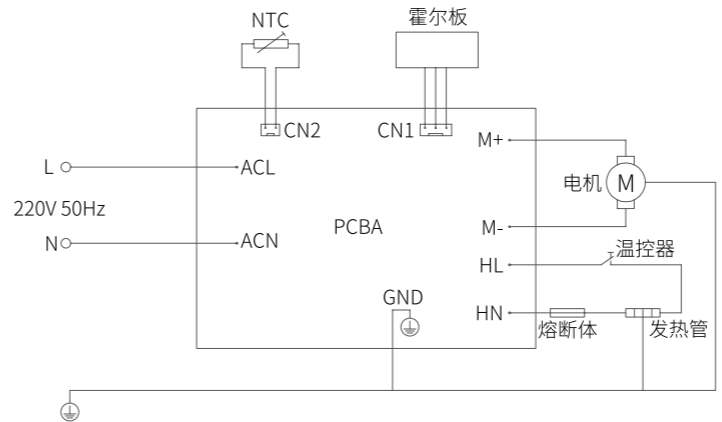 NTC
霍尔板
CN2
CN1
M+
L
ACL
电机
M
220V 50Hz
PCBA
M-
N
ACN
温控器
HL
GND
HN
熔断体
发热管